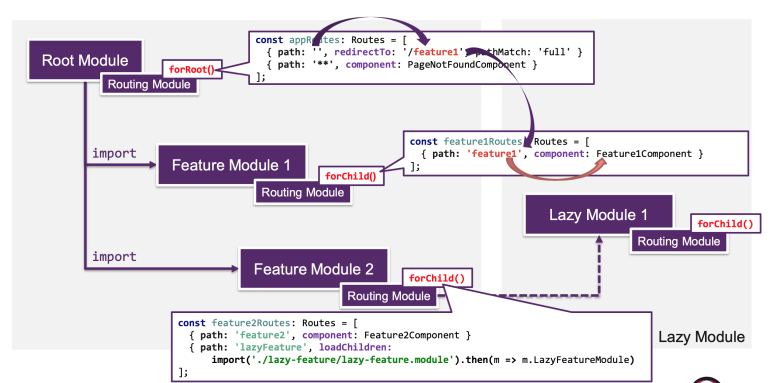 const appRoutes: Routes = [
{ path: '', redirectTo: '/feature1', pathMatch: 'full' }
{ path: '**', component: PageNotFoundComponent }
];
Root Module
forRoot()
Routing Module
const feature1Routes: Routes = [
{ path: 'feature1', component: Feature1Component }
];
import
Feature Module 1
forChild()
Routing Module
Lazy Module 1
forChild()
Routing Module
import
Feature Module 2
forChild()
Routing Module
const feature2Routes: Routes = [
{ path: 'feature2', component: Feature2Component }
{ path: 'lazyFeature', loadChildren:
import('./lazy-feature/lazy-feature.module').then(m => m.LazyFeatureModule)
];
Lazy Module